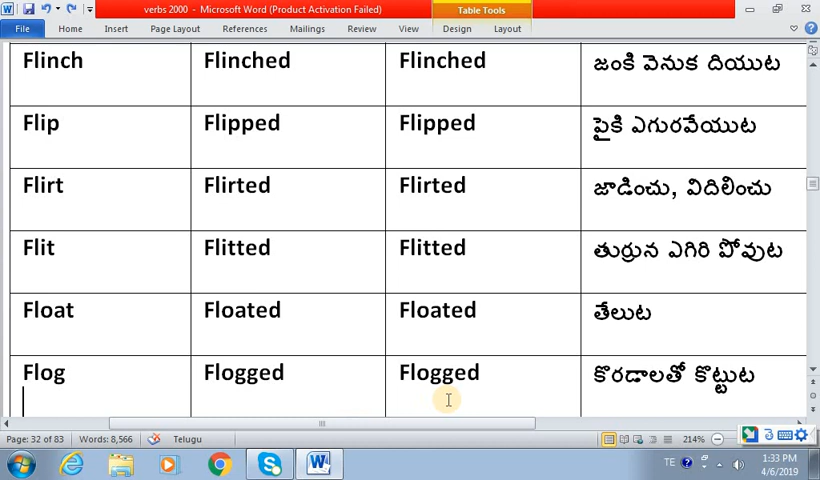 verbs 2000 - Microsoft Word (Product Activation Failed)
Table Tools
File Home Insert Page Layout References Mailings Review View Design Layout
Flinch Flinched Flinched జంకి వెనుక దియుట
Flip Flipped Flipped పైకి ఎగురవేయుట
Flirt Flirted Flirted జాడించు, విదిలించు
Flit Flitted Flitted తుర్రున ఎగిరి పోవుట
Float Floated Floated తేలుట
Flog Flogged Flogged కొరడాలతో కొట్టుట
Page: 32 of 83 Words: 8,566 Telugu 214%
TE 1:33 PM
4/6/2019